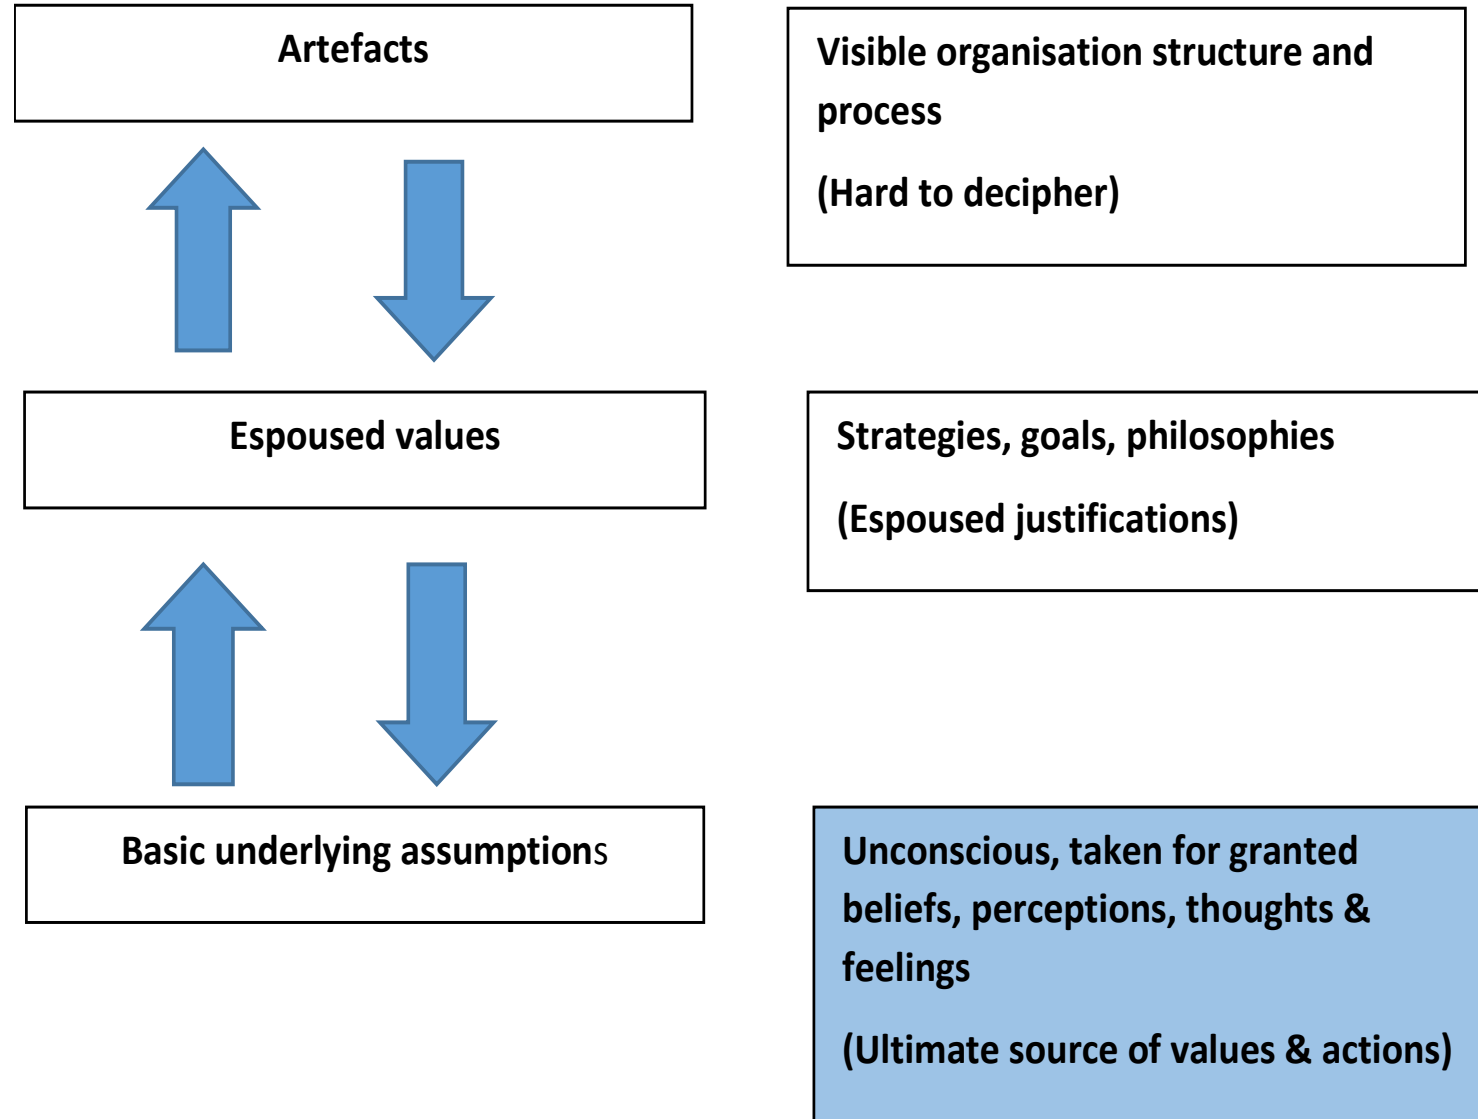 Artefacts
Visible organisation structure and
process
(Hard to decipher)
Espoused values
Strategies, goals, philosophies
(Espoused justifications)
Basic underlying assumptions
Unconscious, taken for granted
beliefs, perceptions, thoughts &
feelings
(Ultimate source of values & actions)